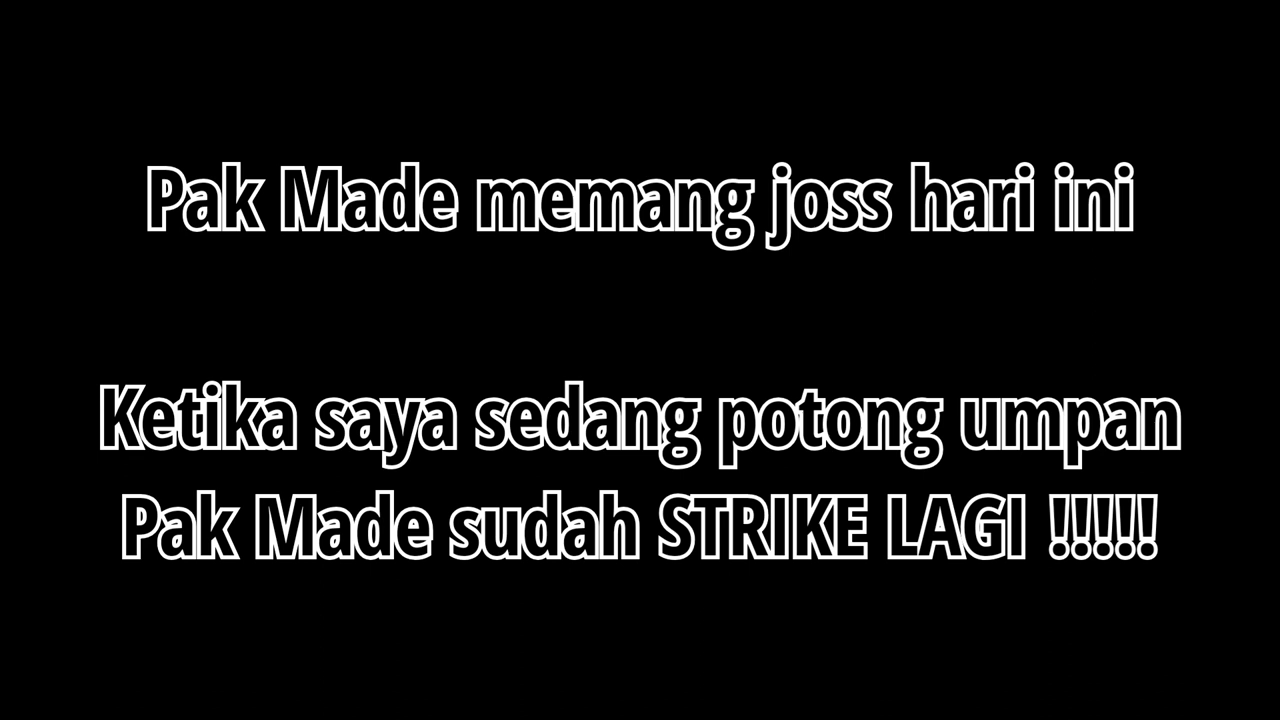 Pak Made memang joss hari ini
Ketika saya sedang potong umpan
Pak Made sudah STRIKE LAGI !!!!!